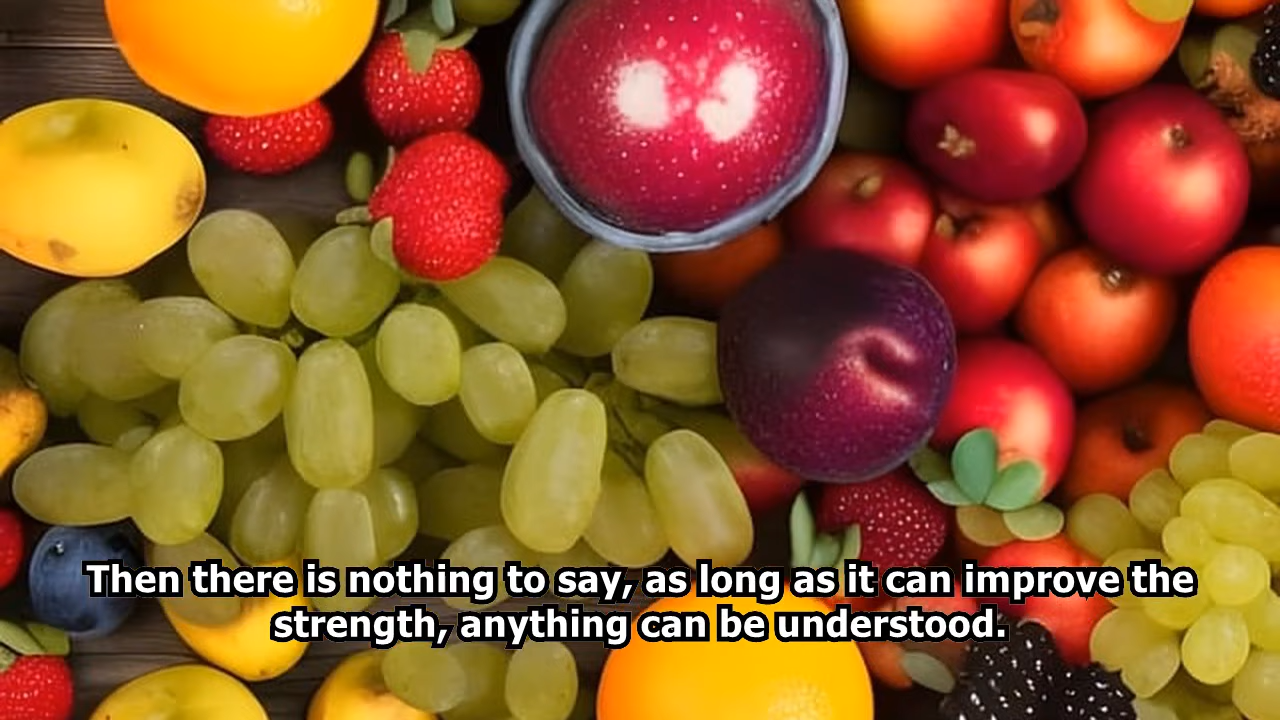 Then there is nothing to say, as long as it can improve the
strength, anything can be understood.